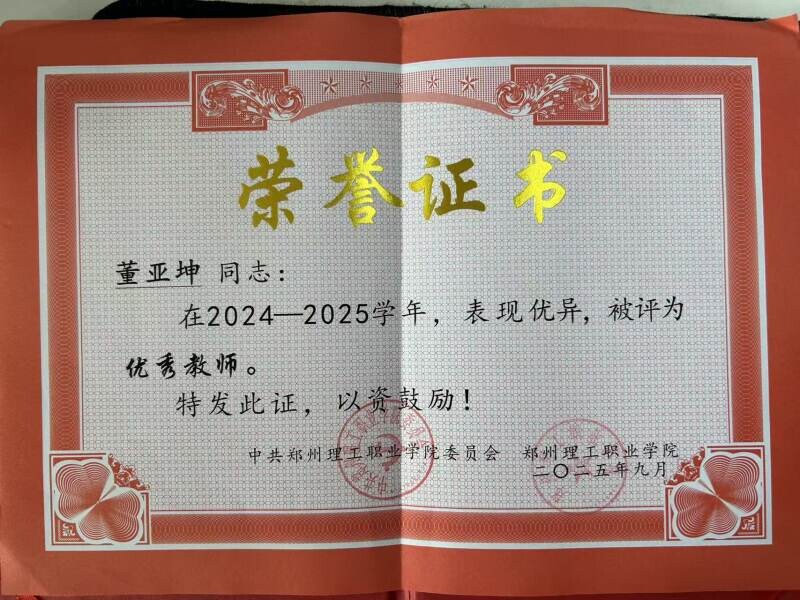 荣誉证书
董亚坤 同志：
在2024—2025学年，表现优异，被评为
优秀教师。
特发此证，以资鼓励！
中共郑州理工职业学院委员会 郑州理工职业学院
二〇二五年九月